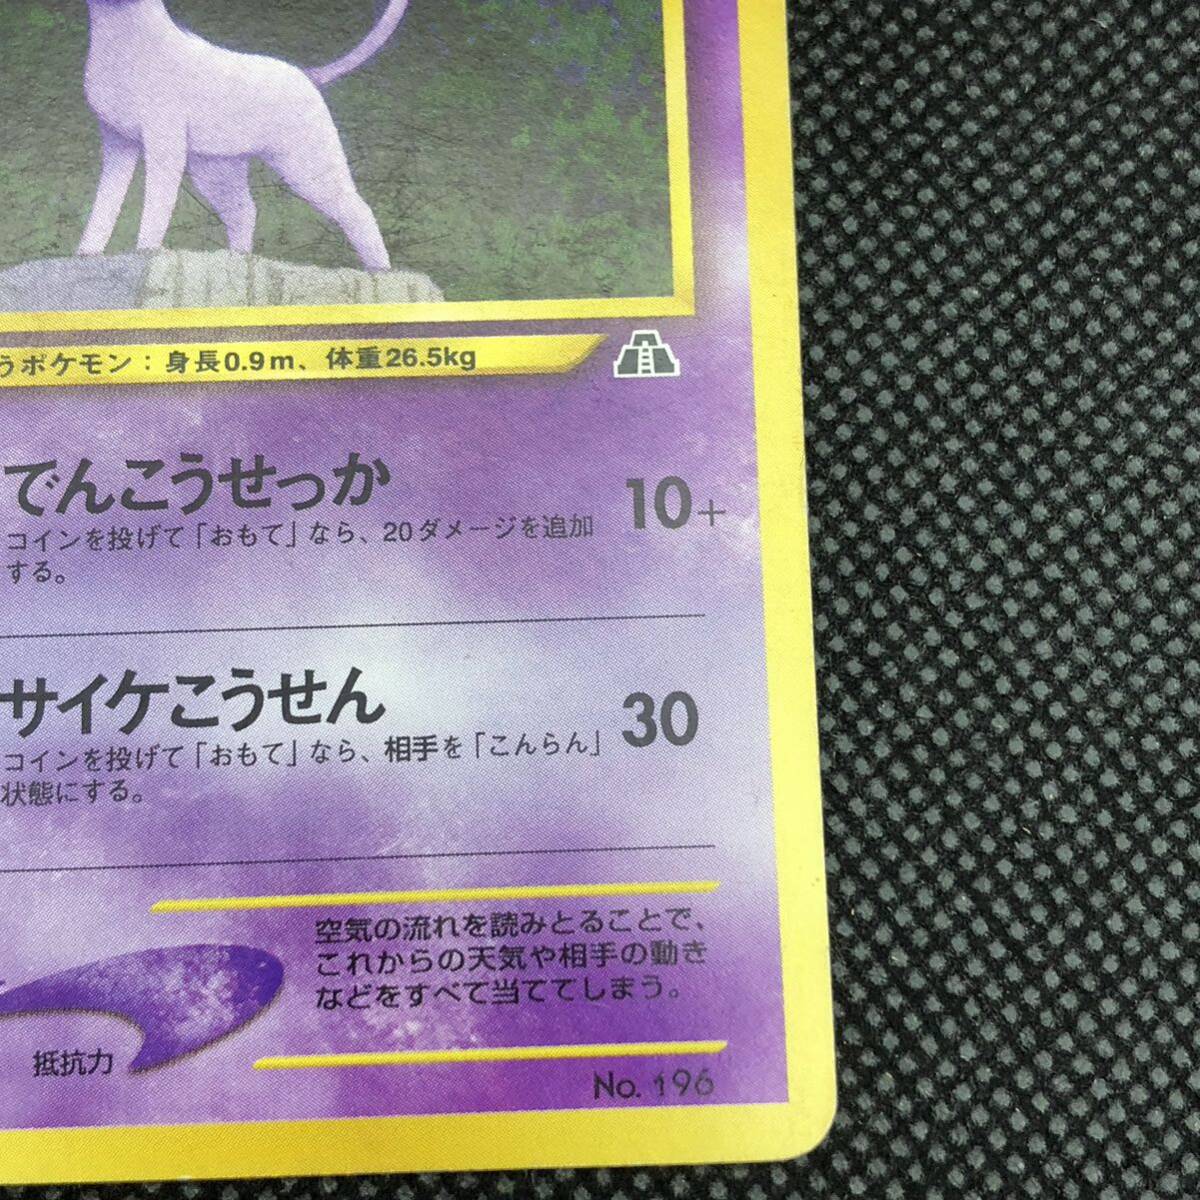 うポケモン：身長0.9m、体重26.5kg
でんこうせっか 10+
コインを投げて「おもて」なら、20ダメージを追加
する。
サイケこうせん 30
コインを投げて「おもて」なら、相手を「こんらん」
状態にする。
空気の流れを読みとることで、
これからの天気や相手の動き
などをすべて当ててしまう。
抵抗力
No. 196